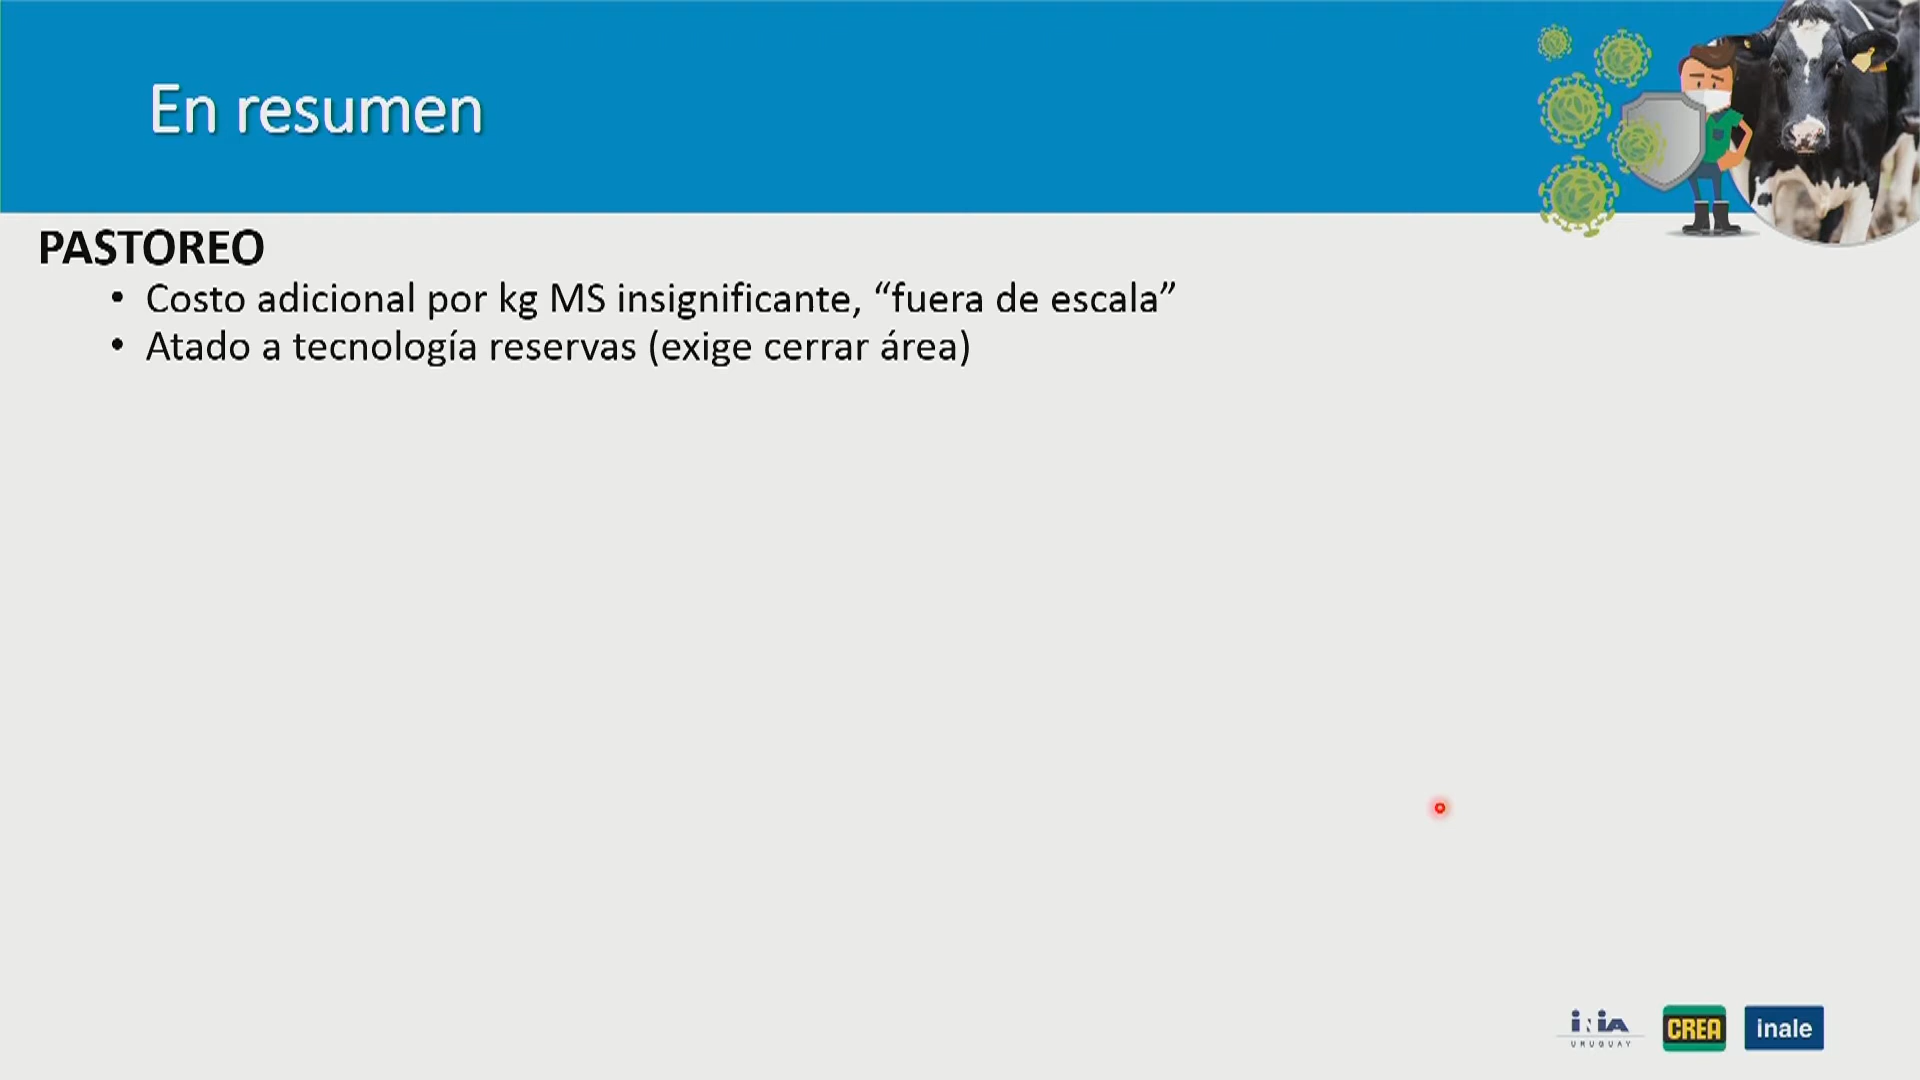 En resumen
PASTOREO
• Costo adicional por kg MS insignificante, “fuera de escala”
• Atado a tecnología reservas (exige cerrar área)
iNiA
URUGUAY
CREA
inale